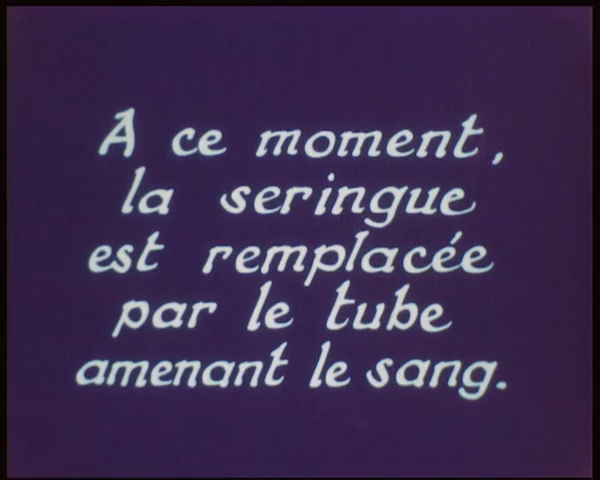 A ce moment,
la seringue
est remplacée
par le tube
amenant le sang.